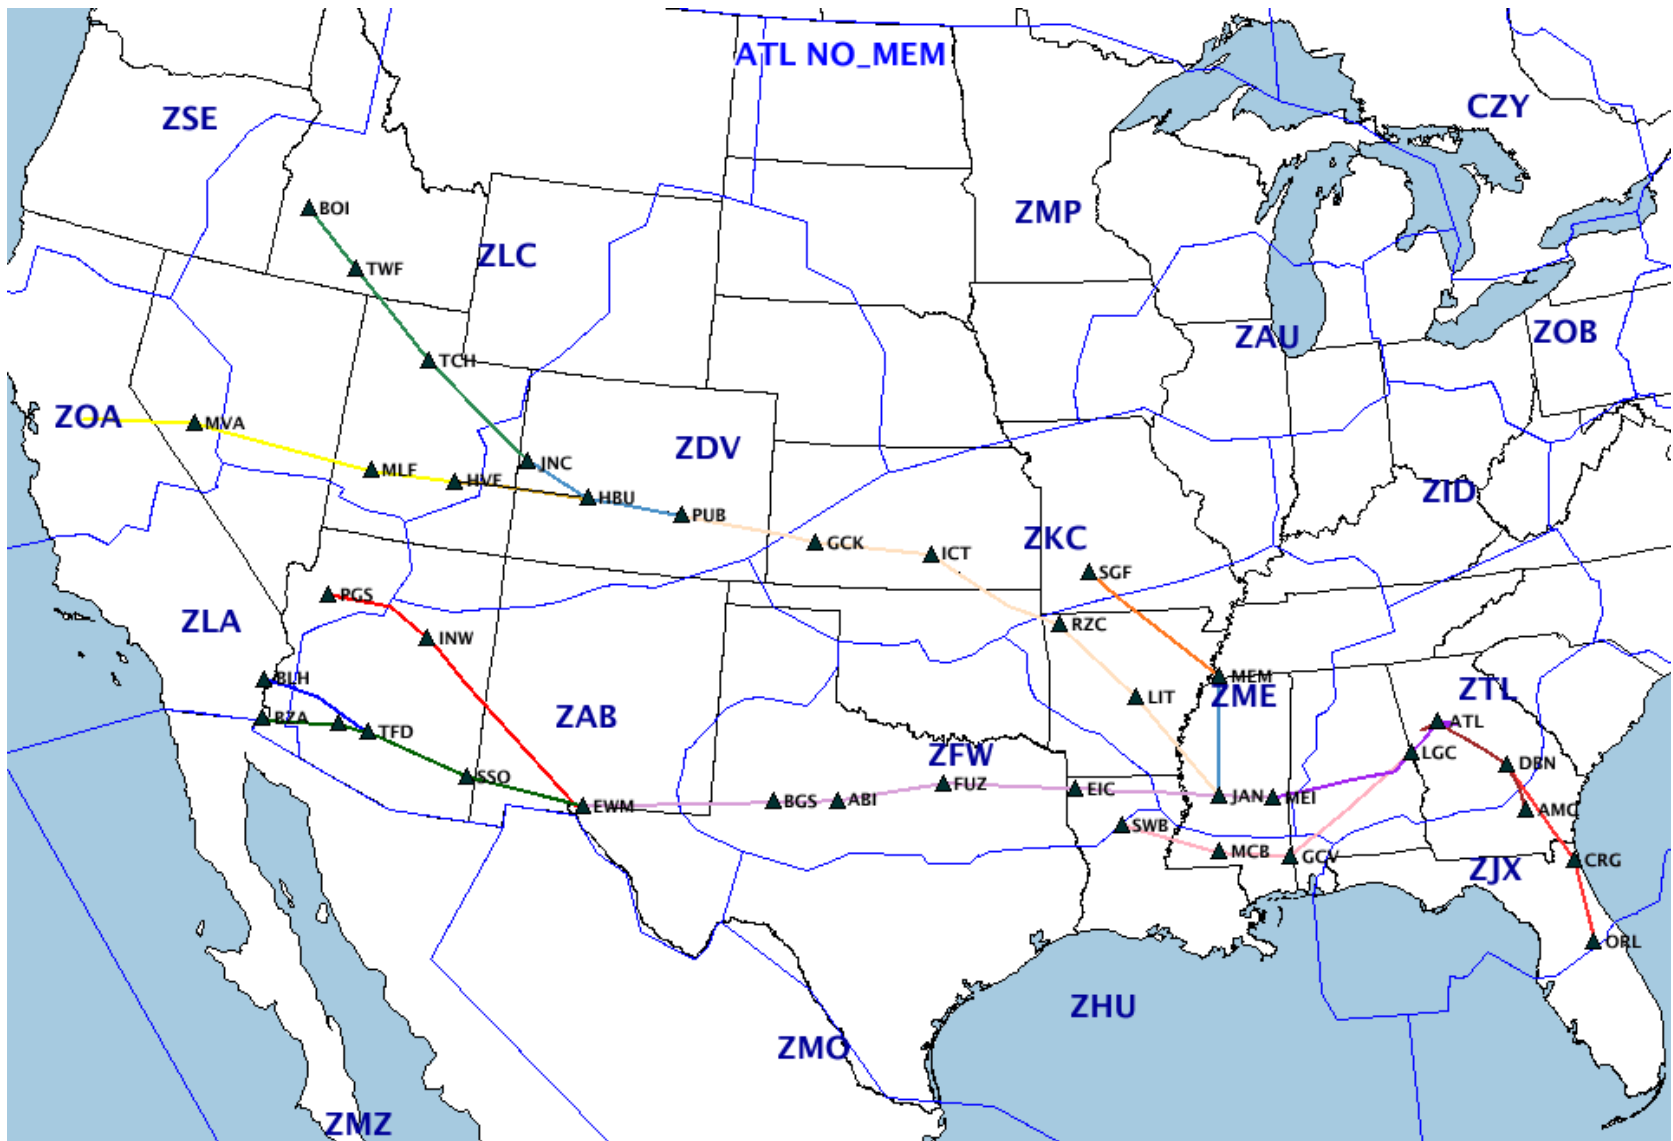 ATL NO_MEM
ZSE
CZY
BOI
ZMP
ZLC
TWF
ZAU
ZOB
TCH
ZOA
MVA
ZDV
INC
MLF
HVE
HBU
ZID
PUB
GCK
ICT
ZKC
SGF
PGS
ZLA
INW
RZC
BLH
MEM
ZTL
ZME
LIT
BZA
ZAB
ATL
TFD
ZFW
LGC
DBN
SSO
FUZ
EIC
EWM
BGS
ABI
JAN
MEI
AMG
SWB
MCB
GCV
CRG
ZJX
ORL
ZHU
ZMO
ZMZ